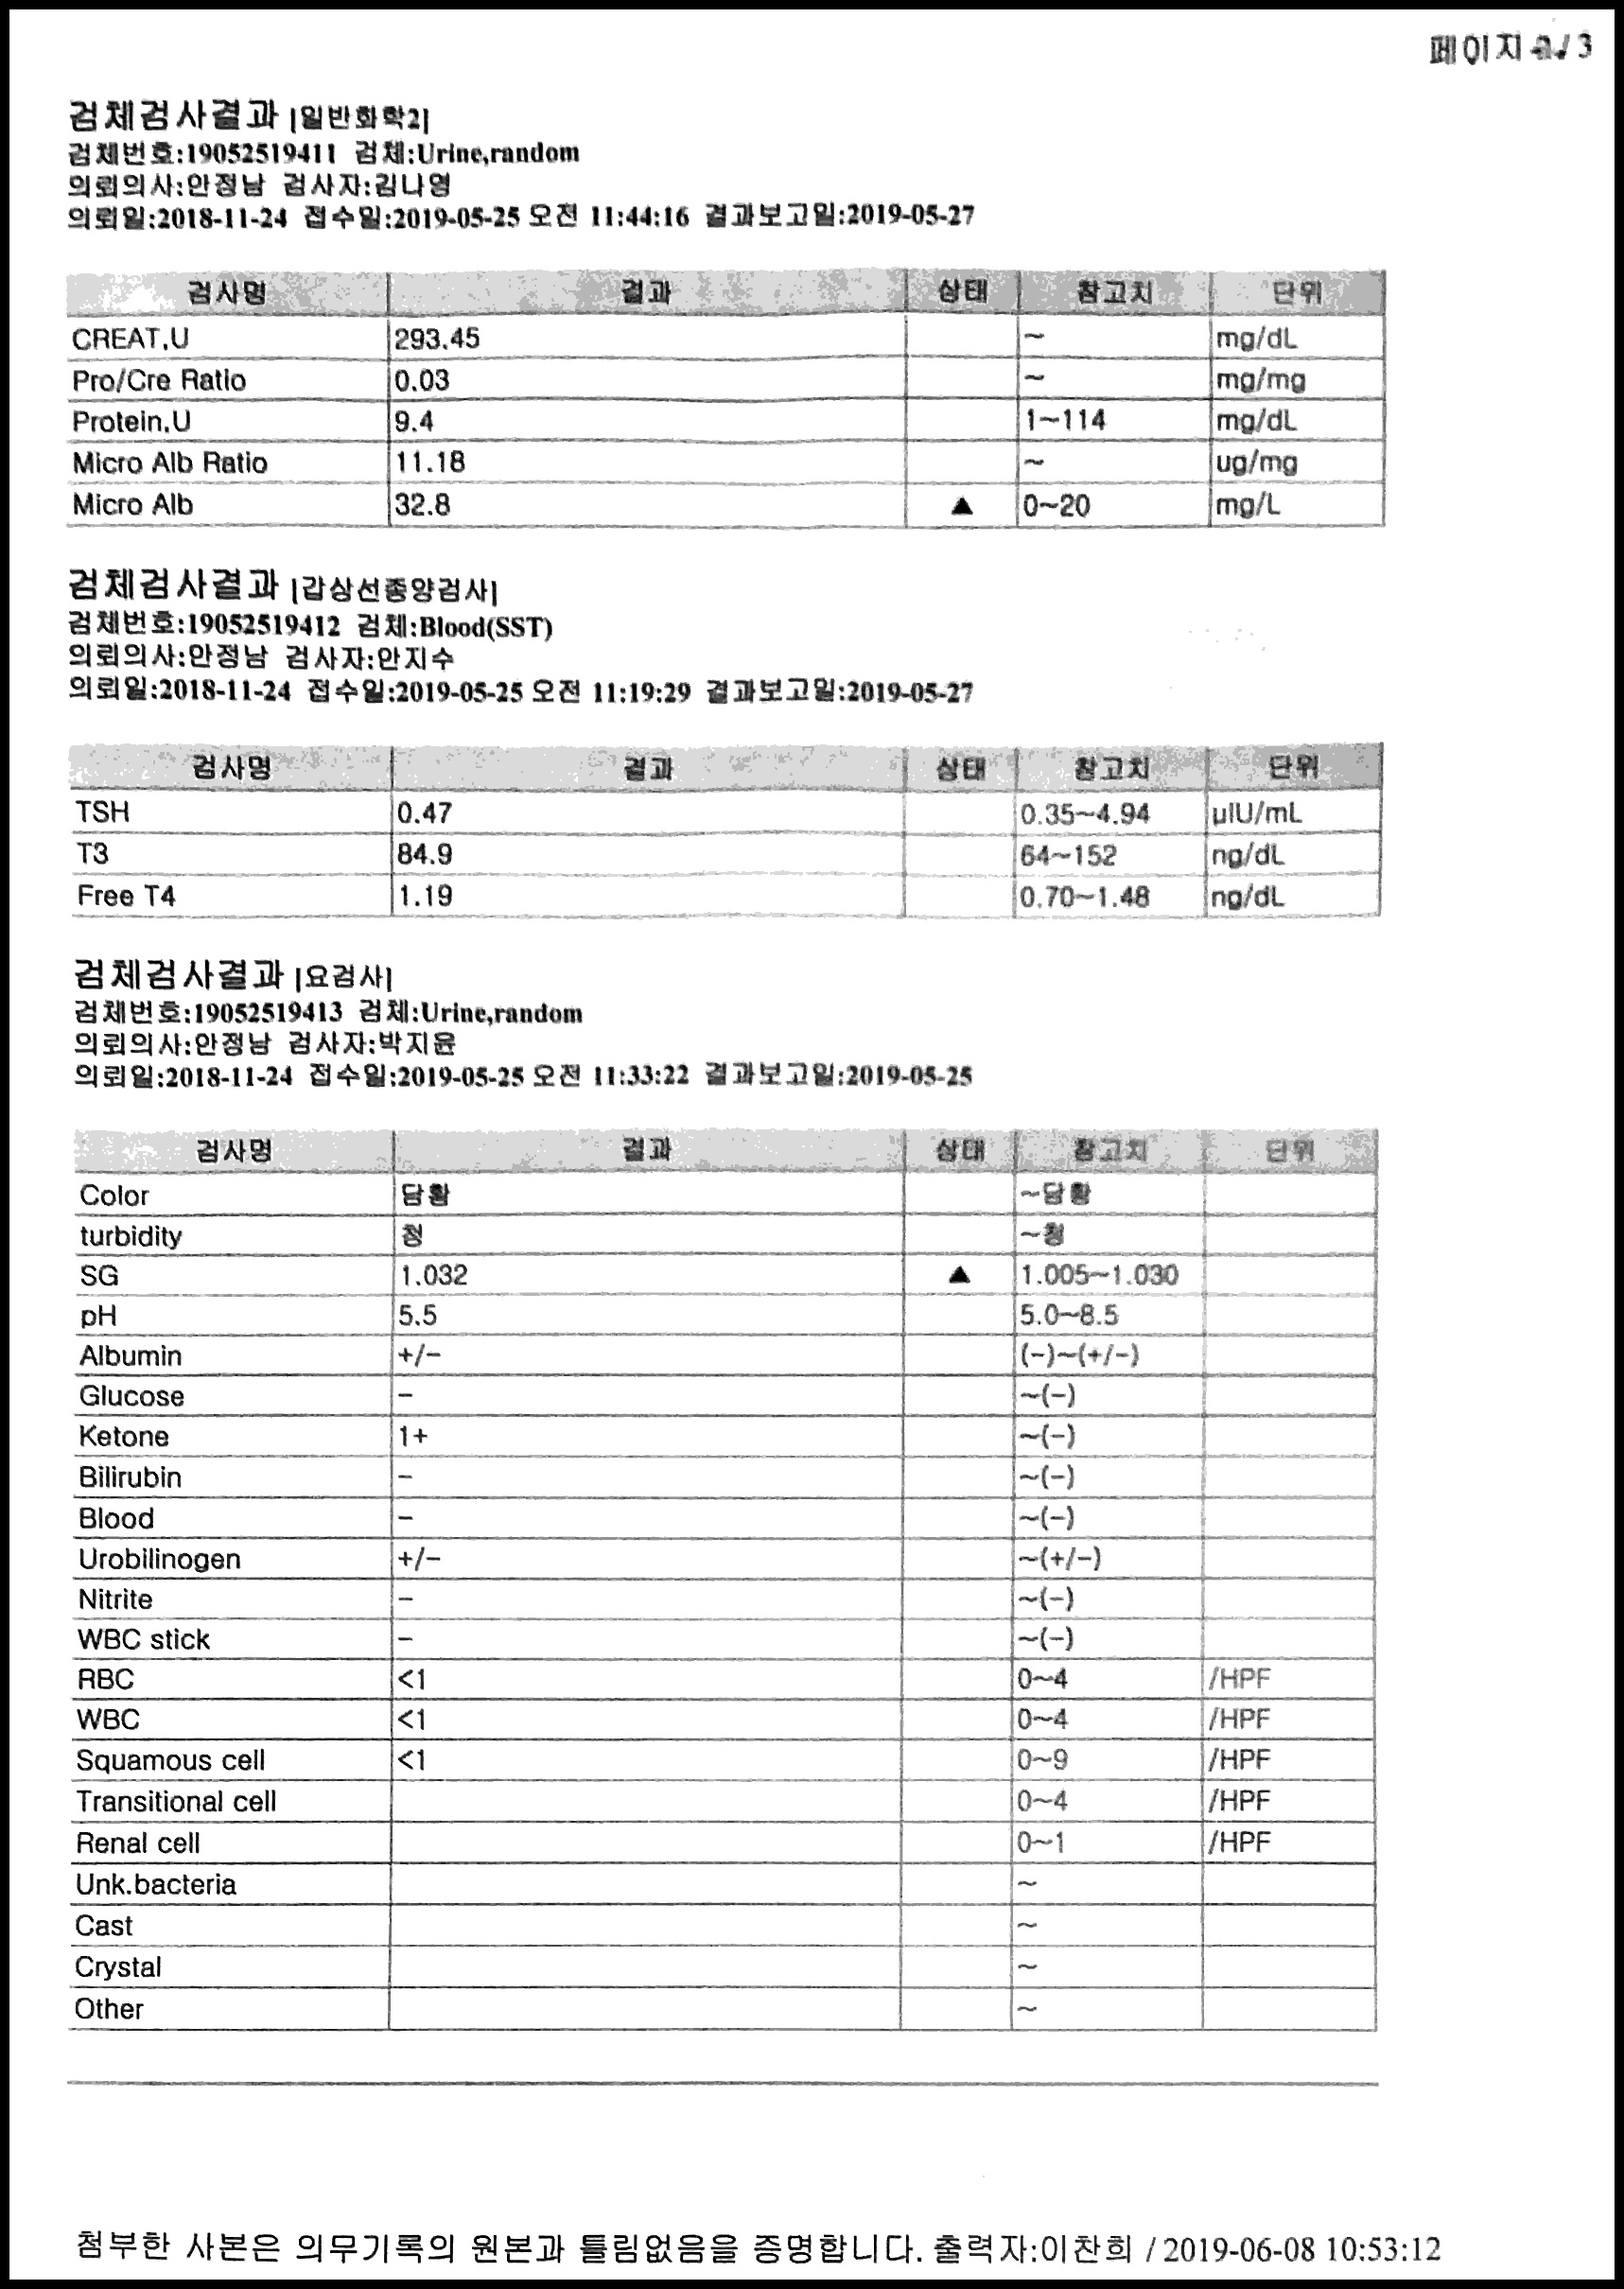 페이지 / 3
검체검사결과 [일반화학2]
검체번호:19052519411 검체:Urine,random
의뢰의사:안정남 검사자:김나영
의뢰일:2018-11-24 접수일:2019-05-25 오전 11:44:16 결과보고일:2019-05-27
검사명 결과 상태 참고치 단위
CREAT,U 293.45 ~ mg/dL
Pro/Cre Ratio 0.03 ~ mg/mg
Protein,U 9.4 1~114 mg/dL
Micro Alb Ratio 11.18 ~ ug/mg
Micro Alb 32.8 ▲ 0~20 mg/L
검체검사결과 [갑상선종양검사]
검체번호:19052519412 검체:Blood(SST)
의뢰의사:안정남 검사자:안지수
의뢰일:2018-11-24 접수일:2019-05-25 오전 11:19:29 결과보고일:2019-05-27
검사명 결과 상태 참고치 단위
TSH 0.47 0.35~4.94 μIU/mL
T3 84.9 64~152 ng/dL
Free T4 1.19 0.70~1.48 ng/dL
검체검사결과 [요검사]
검체번호:19052519413 검체:Urine,random
의뢰의사:안정남 검사자:박지윤
의뢰일:2018-11-24 접수일:2019-05-25 오전 11:33:22 결과보고일:2019-05-25
검사명 결과 상태 참고치 단위
Color 담황 ~담황
turbidity 청 ~청
SG 1.032 ▲ 1.005~1.030
pH 5.5 5.0~8.5
Albumin +/- (-)~(+/-)
Glucose - ~(-)
Ketone 1+ ~(-)
Bilirubin - ~(-)
Blood - ~(-)
Urobilinogen +/- ~(+/-)
Nitrite - ~(-)
WBC stick - ~(-)
RBC <1 0~4 /HPF
WBC <1 0~4 /HPF
Squamous cell <1 0~9 /HPF
Transitional cell 0~4 /HPF
Renal cell 0~1 /HPF
Unk.bacteria ~
Cast ~
Crystal ~
Other ~
첨부한 사본은 의무기록의 원본과 틀림없음을 증명합니다. 출력자:이찬희 / 2019-06-08 10:53:12